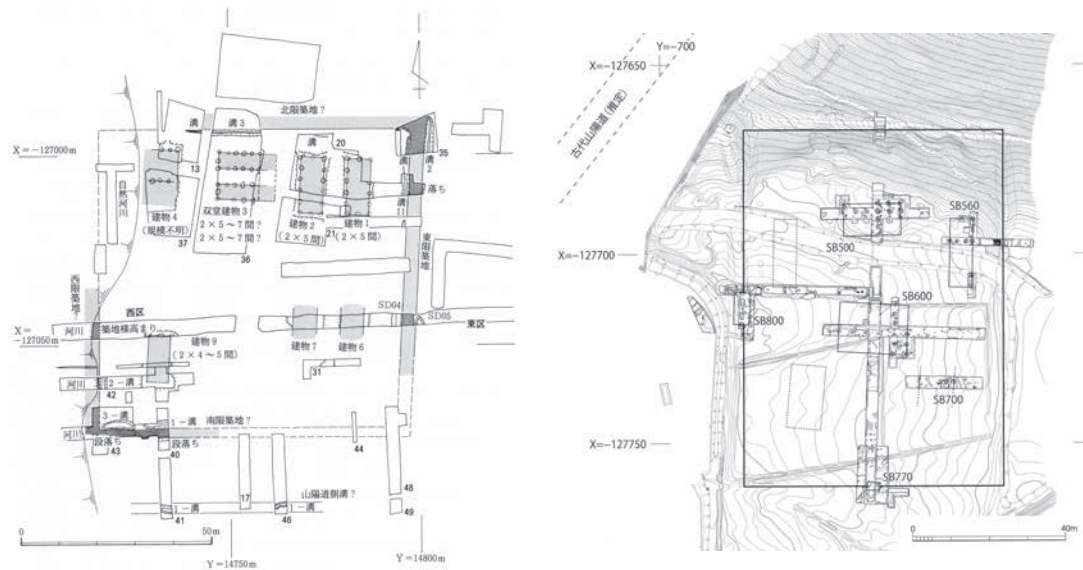 北限築地?
溝
溝3
溝
20
溝
溝2
35
X=-127000m
13
落ち
溝11
自然河川
建物4
(規模不明)
37
双堂建物3
2×5〜7間?
2×5〜7間?
36
建物2
(2×5間)
21
建物1
(2×5間)
東限築地
西限築地?
西区
SD04
SD05
東区
X=
-127050m
河川
築地様高まり
建物9
(2×4〜5間)
建物7
建物6
31
河川
2-溝
42
3-溝
1-溝
南限築地?
河川
段落ち
43
段落ち
40
44
17
山陽道側溝?
48
1-溝
41
46
1-溝
49
0
50m
Y=14750m
Y=14800m
Y=-700
X=-127650
古代山陽道(推定)
SB560
SB500
X=-127700
SB600
SB800
SB700
X=-127750
SB770
0
40m